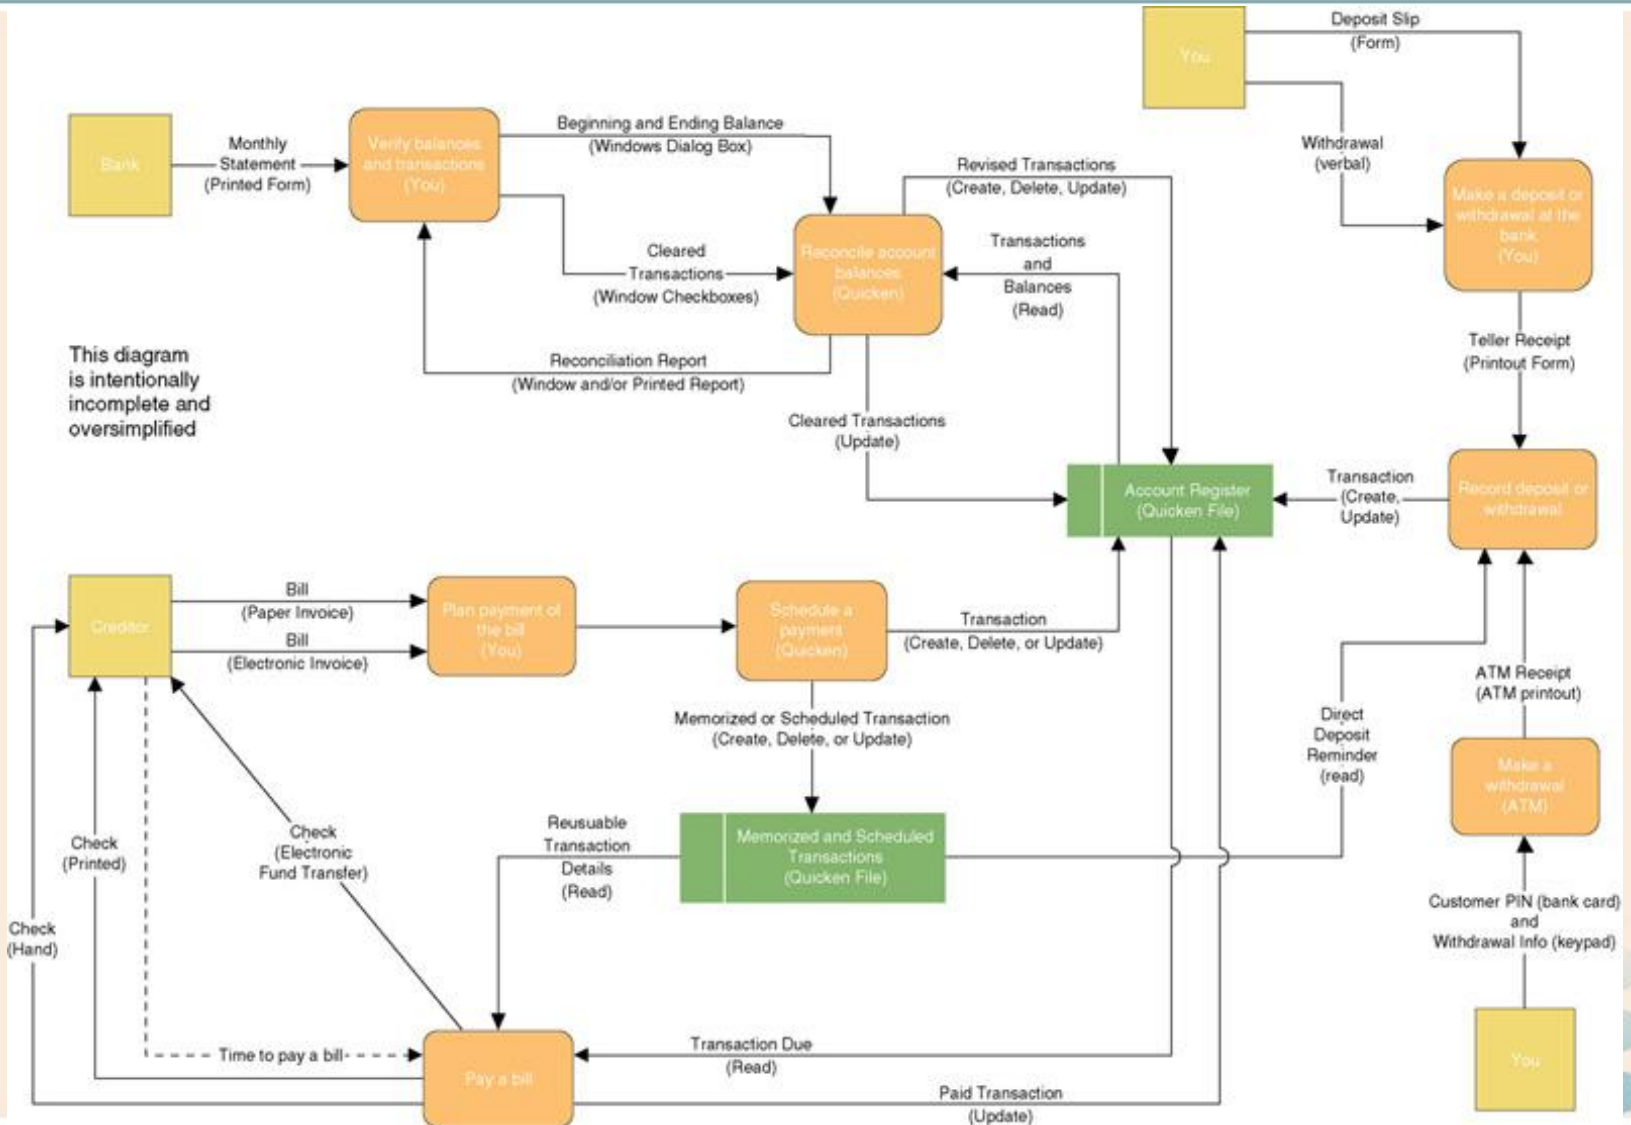 Deposit Slip
(Form)
You
Withdrawal
(verbal)
Make a deposit or
withdrawal at the
bank
(You)
Bank
Monthly
Statement
(Printed Form)
Verify balances
and transactions
(You)
Beginning and Ending Balance
(Windows Dialog Box)
Revised Transactions
(Create, Delete, Update)
Cleared
Transactions
(Window Checkboxes)
Reconcile account
balances
(Quicken)
Transactions
and
Balances
(Read)
Teller Receipt
(Printout Form)
This diagram
is intentionally
incomplete and
oversimplified
Reconciliation Report
(Window and/or Printed Report)
Cleared Transactions
(Update)
Account Register
(Quicken File)
Transaction
(Create,
Update)
Record deposit or
withdrawal
Creditor
Bill
(Paper Invoice)
Bill
(Electronic Invoice)
Plan payment of
the bill
(You)
Schedule a
payment
(Quicken)
Transaction
(Create, Delete, or Update)
ATM Receipt
(ATM printout)
Memorized or Scheduled Transaction
(Create, Delete, or Update)
Direct
Deposit
Reminder
(read)
Make a
withdrawal
(ATM)
Check
(Printed)
Check
(Electronic
Fund Transfer)
Reusuable
Transaction
Details
(Read)
Memorized and Scheduled
Transactions
(Quicken File)
Customer PIN (bank card)
and
Withdrawal Info (keypad)
Check
(Hand)
Time to pay a bill
Pay a bill
Transaction Due
(Read)
Paid Transaction
(Update)
You